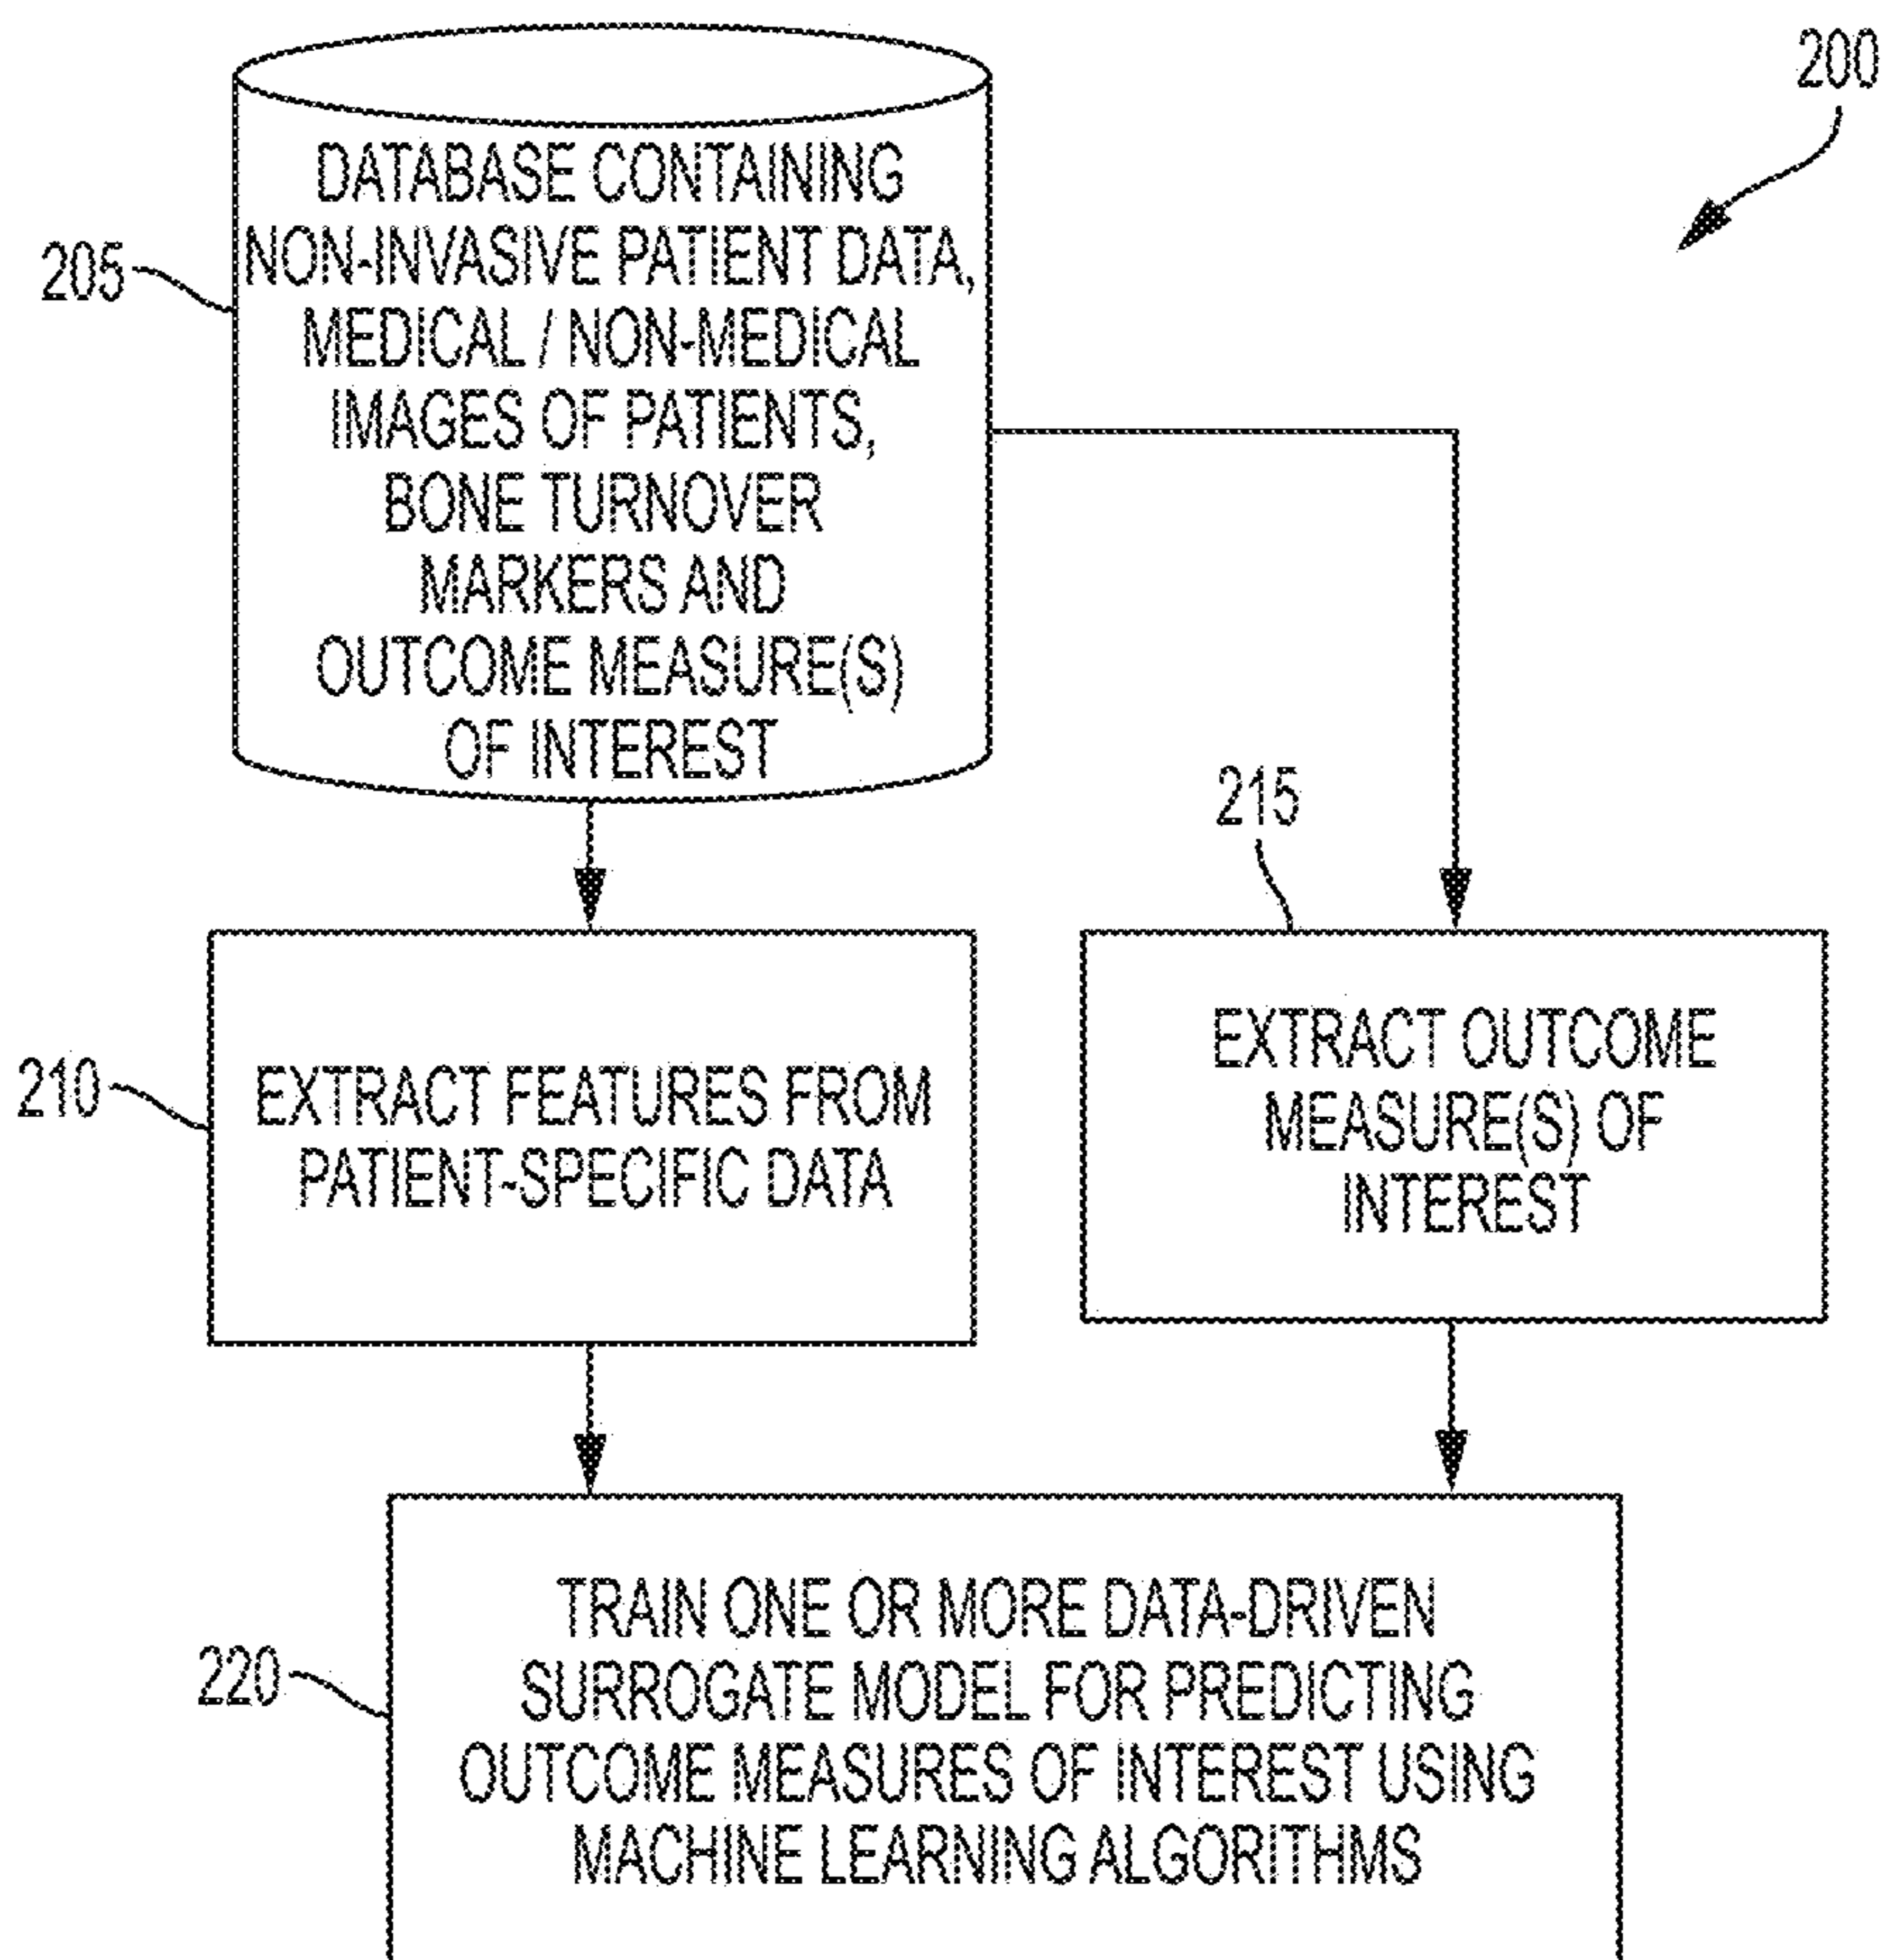 200
205
DATABASE CONTAINING
NON-INVASIVE PATIENT DATA,
MEDICAL / NON-MEDICAL
IMAGES OF PATIENTS,
BONE TURNOVER
MARKERS AND
OUTCOME MEASURE(S)
OF INTEREST
210
EXTRACT FEATURES FROM
PATIENT-SPECIFIC DATA
215
EXTRACT OUTCOME
MEASURE(S) OF
INTEREST
220
TRAIN ONE OR MORE DATA-DRIVEN
SURROGATE MODEL FOR PREDICTING
OUTCOME MEASURES OF INTEREST USING
MACHINE LEARNING ALGORITHMS